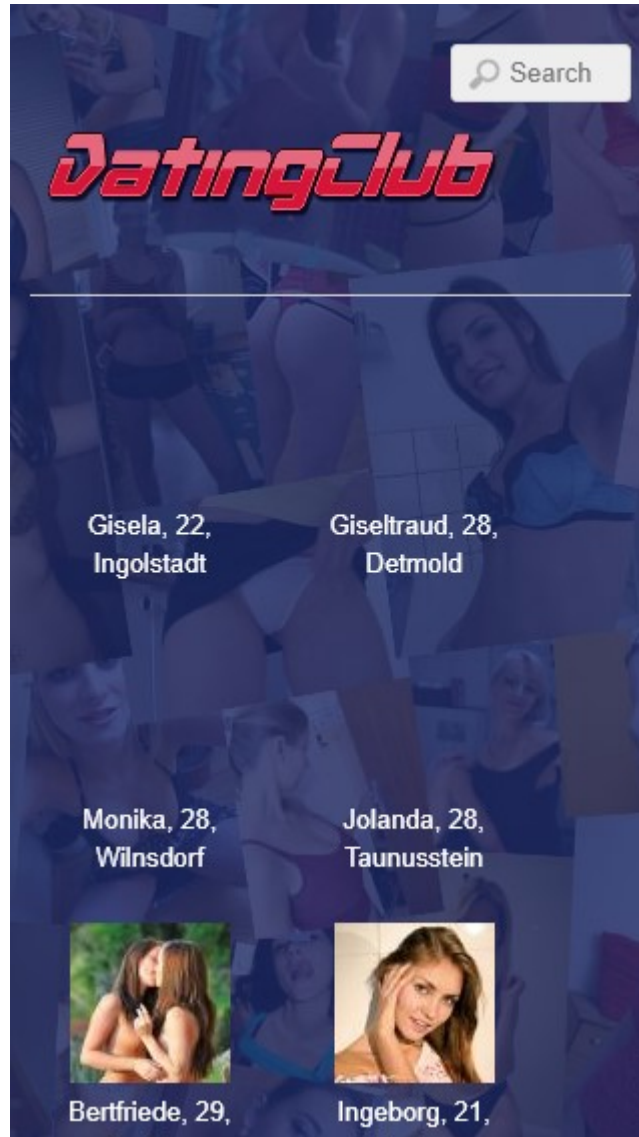 Search
DatingClub
Gisela, 22,
Ingolstadt
Giseltraud, 28,
Detmold
Monika, 28,
Wilnsdorf
Jolanda, 28,
Taunusstein
Bertfriede, 29,
Ingeborg, 21,